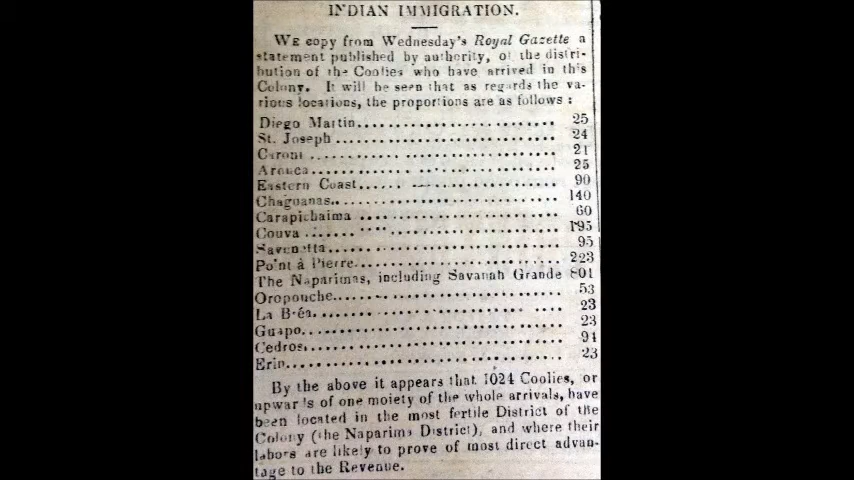 INDIAN IMMIGRATION.
WE copy from Wednesday's Royal Gazette a
statement published by authority, of the distri-
bution of the Coolies who have arrived in this
Colony. It will be seen that as regards the va-
rious locations, the proportions are as follows :
Diego Martin.................... 25
St. Joseph .................... 24
Caroni .................... 21
Arouca.................... 25
Eastern Coast.................... 90
Chaguanas.................... 140
Carapichaima .................... 60
Couva .................... 195
Savonetta.................... 95
Point à Pierre.................... 223
The Naparimas, including Savanah Grande 801
Oropouche.................... 53
La Bréa.................... 23
Guapo.................... 23
Cedros.................... 91
Erin.................... 23
By the above it appears that 1024 Coolies, or
upwards of one moiety of the whole arrivals, have
been located in the most fertile District of the
Colony (the Naparima District), and where their
labors are likely to prove of most direct advan-
tage to the Revenue.